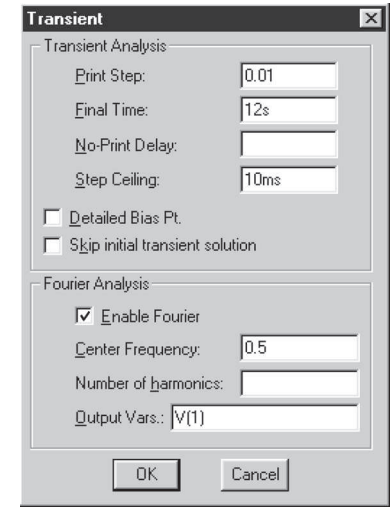 Transient
Transient Analysis
Print Step: 0.01
Final Time: 12s
No-Print Delay:
Step Ceiling: 10ms
Detailed Bias Pt.
Skip initial transient solution
Fourier Analysis
Enable Fourier
Center Frequency: 0.5
Number of harmonics:
Output Vars.: V(1)
OK Cancel